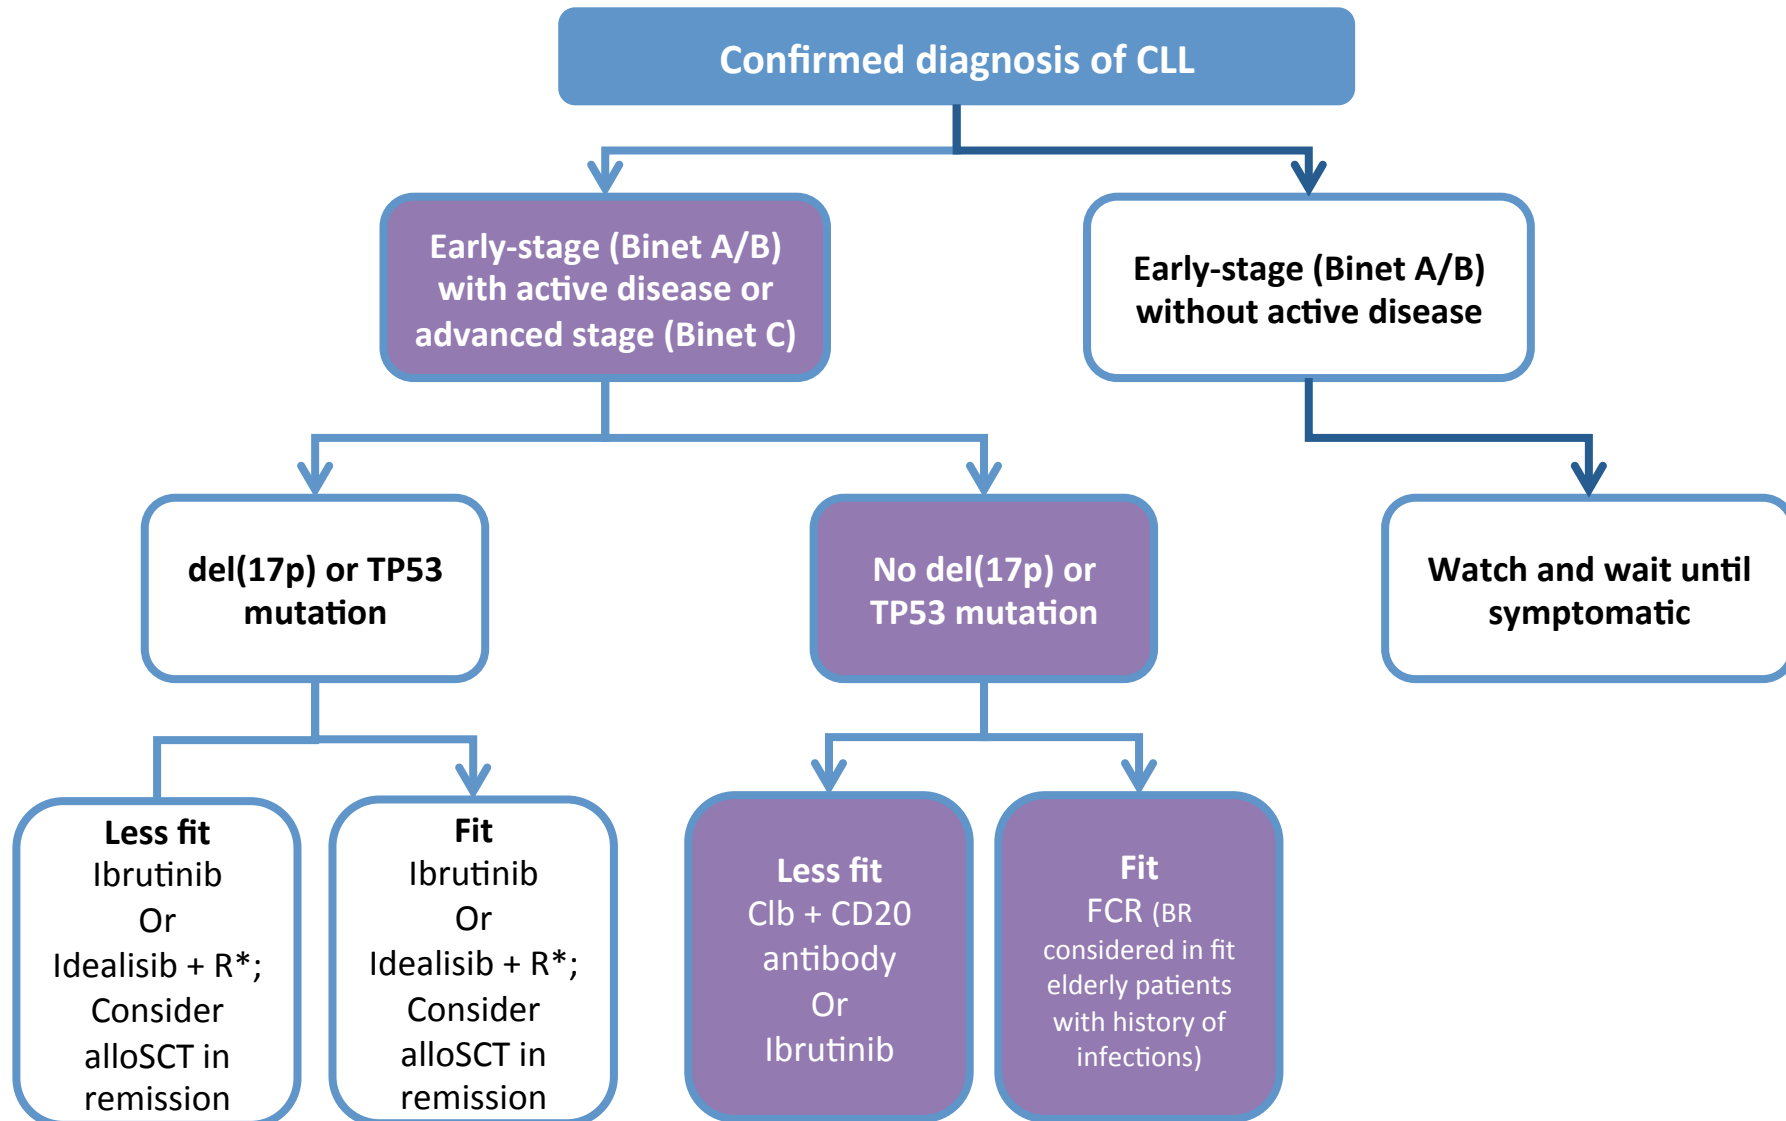 Confirmed diagnosis of CLL
Early-stage (Binet A/B)
with active disease or
advanced stage (Binet C)
Early-stage (Binet A/B)
without active disease
del(17p) or TP53
mutation
No del(17p) or
TP53 mutation
Watch and wait until
symptomatic
Less fit
Ibrutinib
Or
Idealisib + R*;
Consider
alloSCT in
remission
Fit
Ibrutinib
Or
Idealisib + R*;
Consider
alloSCT in
remission
Less fit
Clb + CD20
antibody
Or
Ibrutinib
Fit
FCR (BR
considered in fit
elderly patients
with history of
infections)